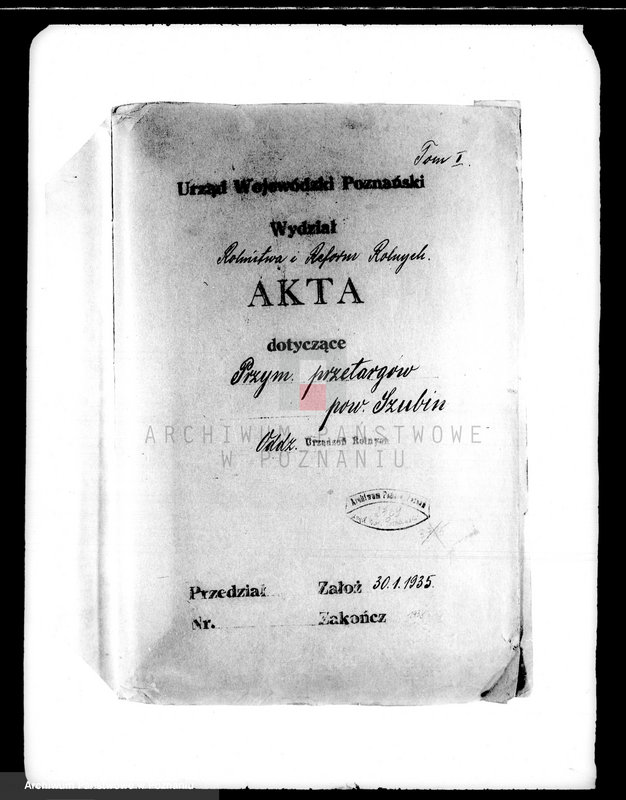 Tom I.
Urząd Wojewódzki Poznański
Wydział
Rolnictwa i Reform Rolnych.
AKTA
dotyczące
Przym. przetargów
pow. Szubin
ARCHIWUM PAŃSTWOWE
W POZNANIU
Oddz. Urządzeń Rolnych
Archiwum
Przedział
Założ 30.1.1935.
Nr.
Zakończ